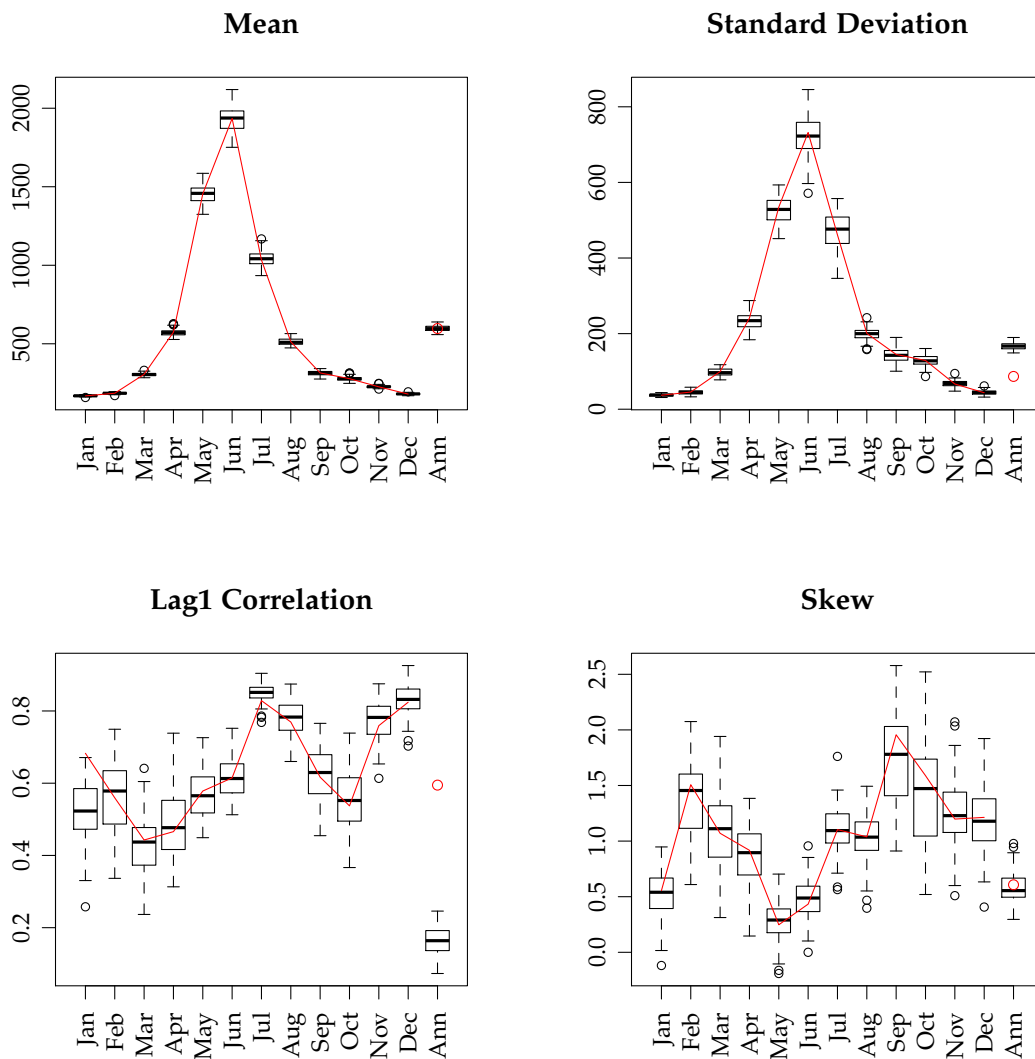 Mean
2000
1500
1000
500
Jan
Feb
Mar
Apr
May
Jun
Jul
Aug
Sep
Oct
Nov
Dec
Ann
Standard Deviation
800
600
400
200
0
Jan
Feb
Mar
Apr
May
Jun
Jul
Aug
Sep
Oct
Nov
Dec
Ann
Lag1 Correlation
0.8
0.6
0.4
0.2
Jan
Feb
Mar
Apr
May
Jun
Jul
Aug
Sep
Oct
Nov
Dec
Ann
Skew
2.5
2.0
1.5
1.0
0.5
0.0
Jan
Feb
Mar
Apr
May
Jun
Jul
Aug
Sep
Oct
Nov
Dec
Ann